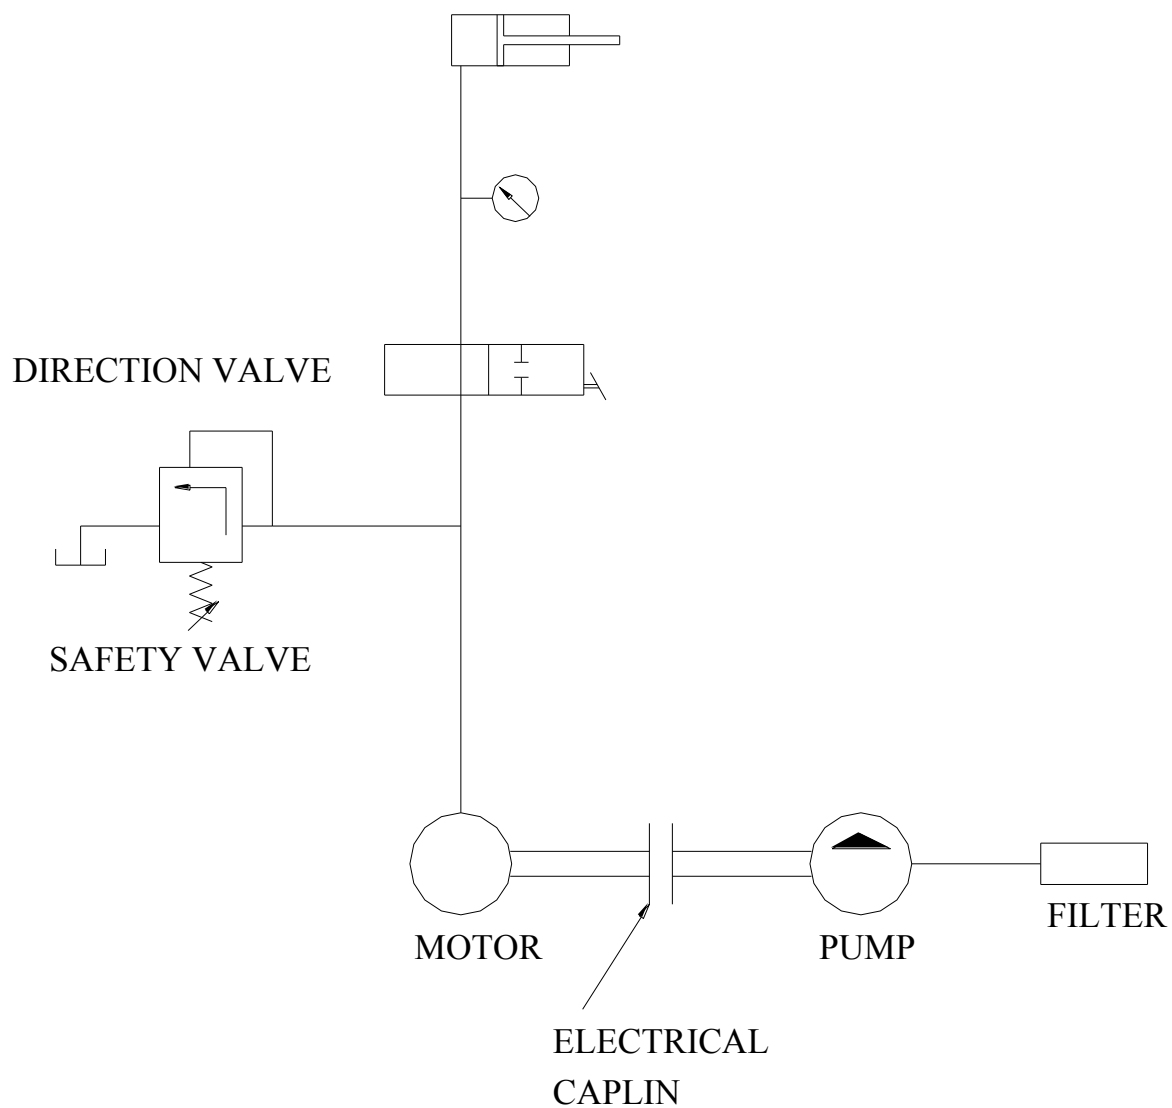 DIRECTION VALVE
SAFETY VALVE
MOTOR
PUMP
FILTER
ELECTRICAL
CAPLIN